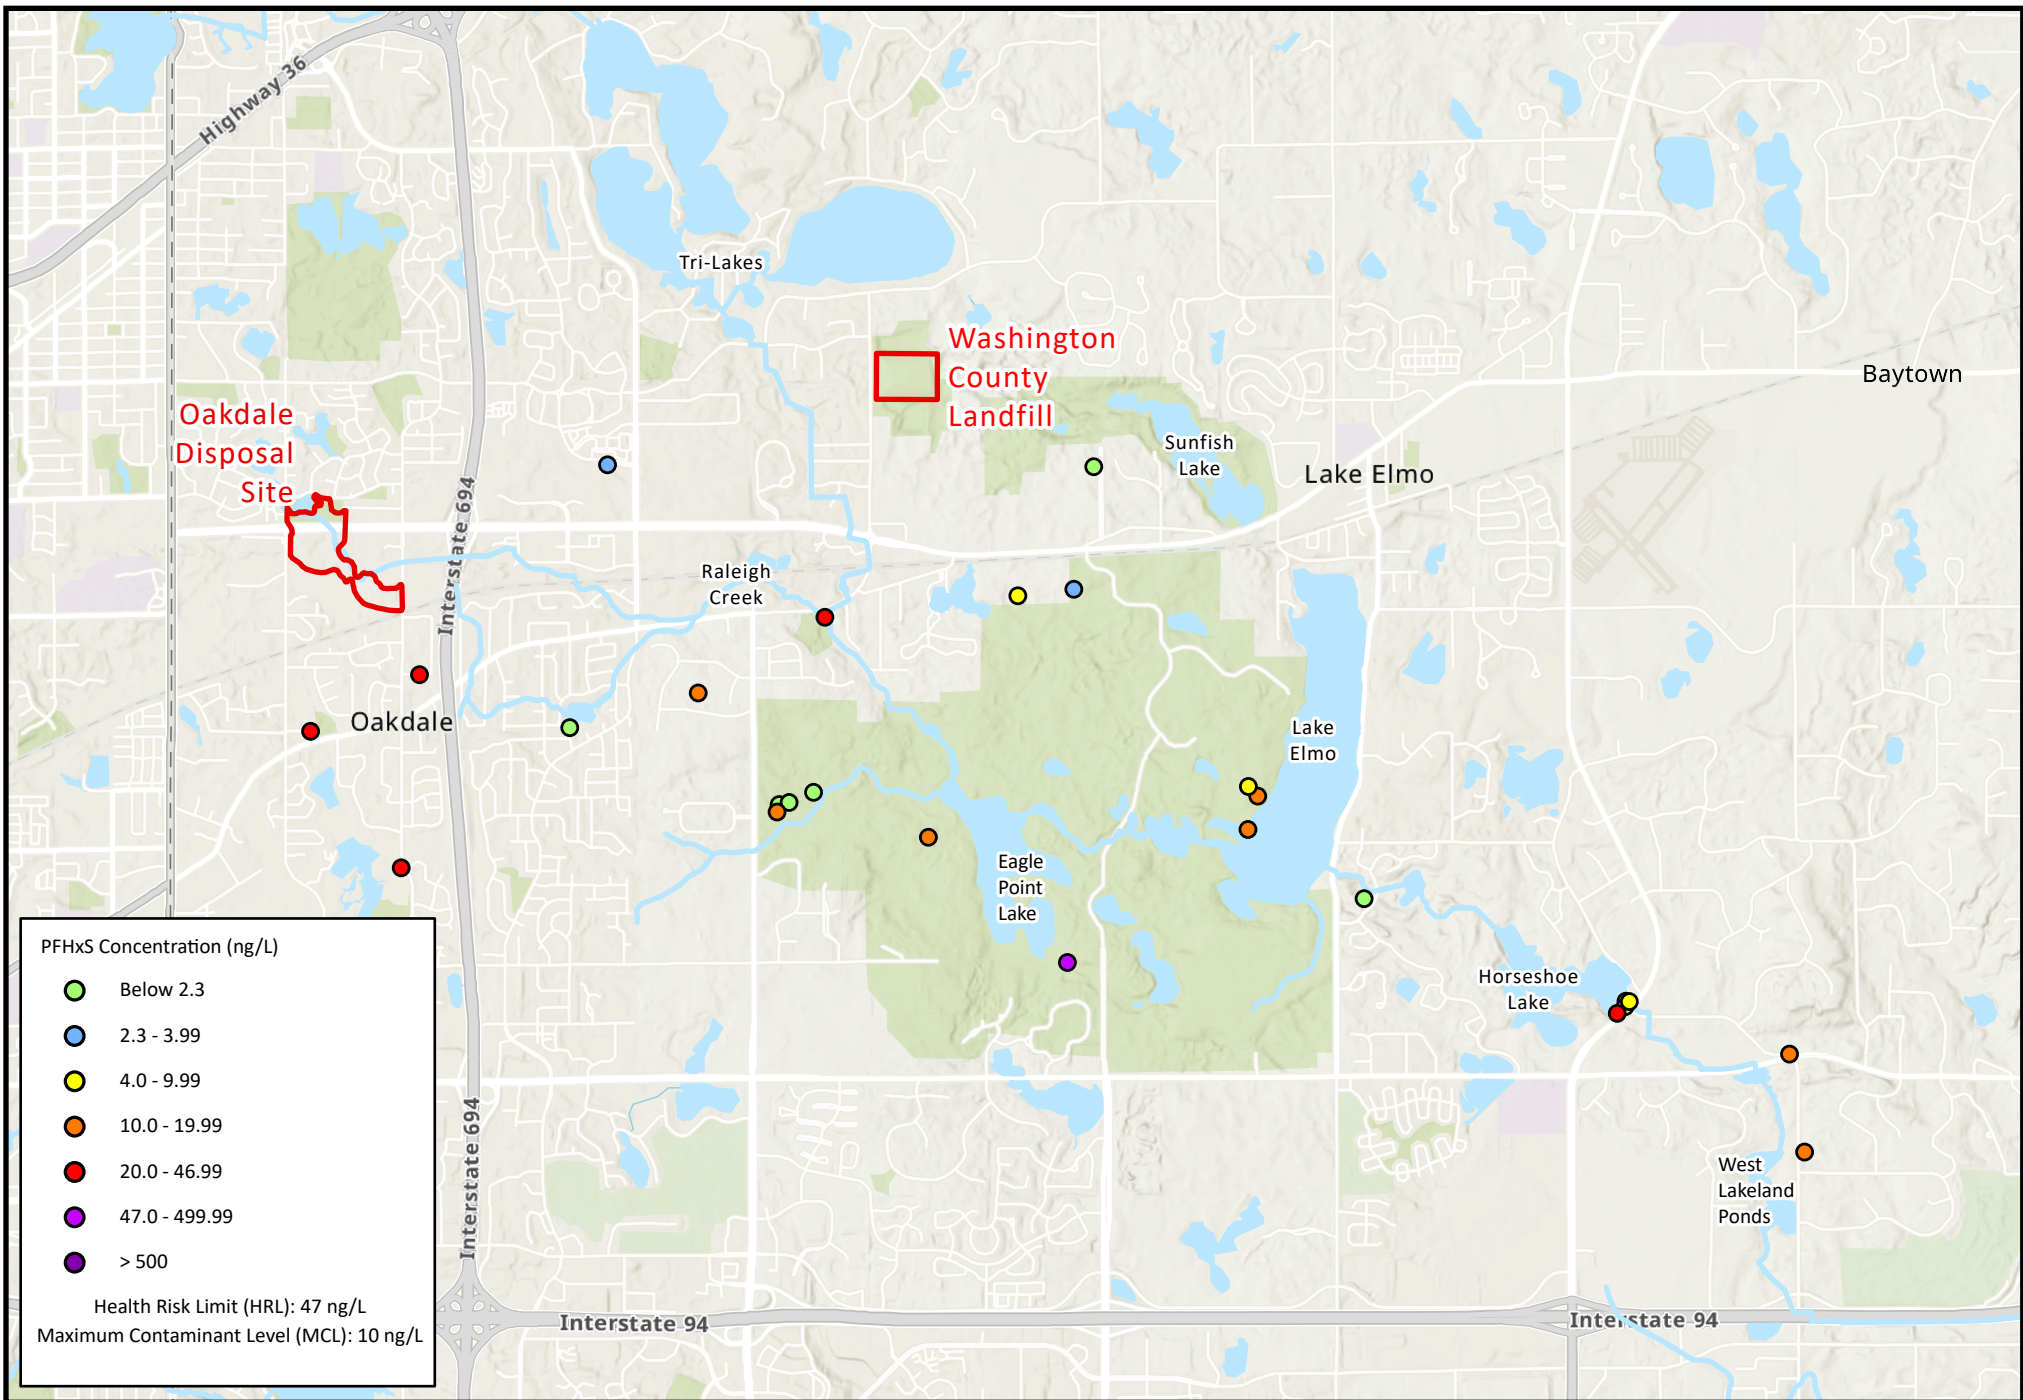 Highway 36
Tri-Lakes
Washington
County
Landfill
Baytown
Oakdale
Disposal
Site
Sunfish
Lake
Lake Elmo
Interstate 694
Raleigh
Creek
Oakdale
Lake
Elmo
Eagle
Point
Lake
Horseshoe
Lake
West
Lakeland
Ponds
Interstate 694
Interstate 94
Interstate 94
PFHxS Concentration (ng/L)
Below 2.3
2.3 - 3.99
4.0 - 9.99
10.0 - 19.99
20.0 - 46.99
47.0 - 499.99
> 500
Health Risk Limit (HRL): 47 ng/L
Maximum Contaminant Level (MCL): 10 ng/L